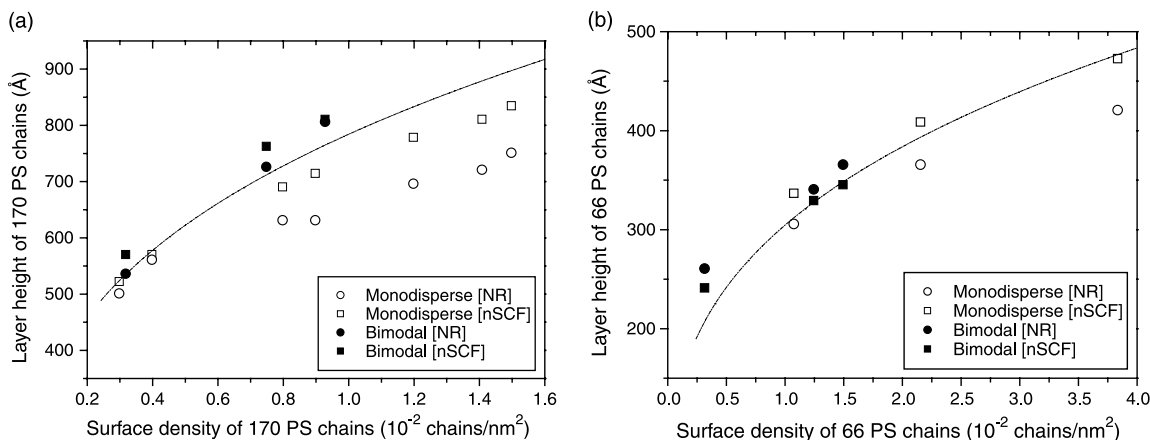 (a)
Layer height of 170 PS chains (Å)
900
800
700
600
500
400
0.2 0.4 0.6 0.8 1.0 1.2 1.4 1.6
Surface density of 170 PS chains (10⁻² chains/nm²)
Monodisperse [NR]
Monodisperse [nSCF]
Bimodal [NR]
Bimodal [nSCF]
(b)
Layer height of 66 PS chains (Å)
500
400
300
200
0.0 0.5 1.0 1.5 2.0 2.5 3.0 3.5 4.0
Surface density of 66 PS chains (10⁻² chains/nm²)
Monodisperse [NR]
Monodisperse [nSCF]
Bimodal [NR]
Bimodal [nSCF]